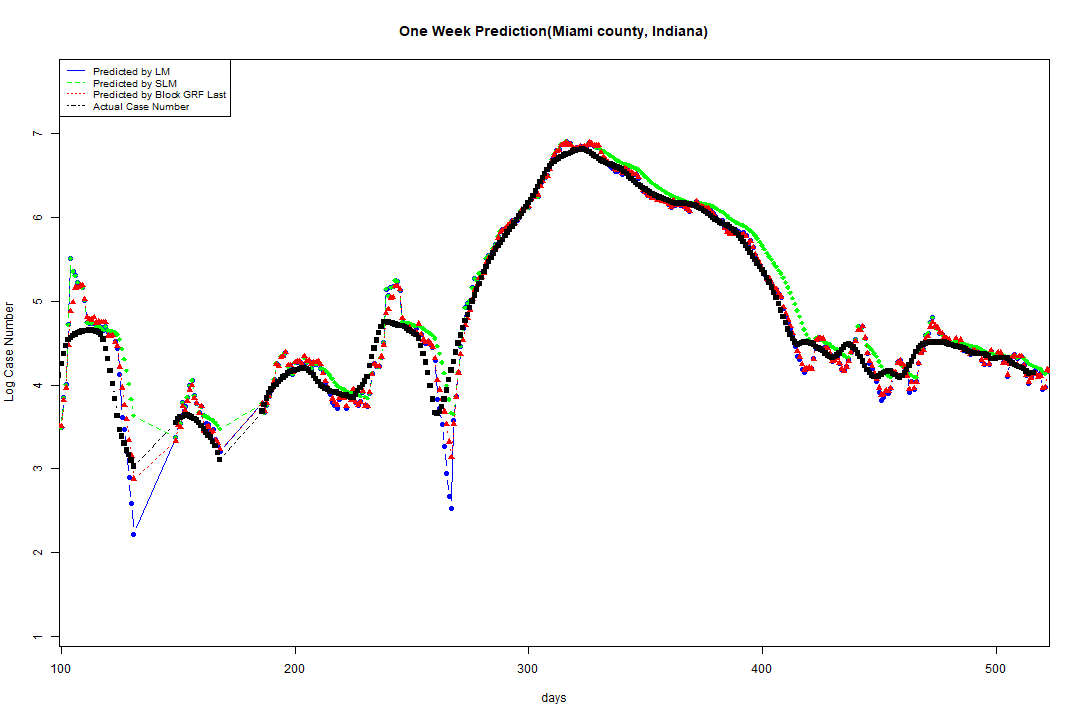 One Week Prediction(Miami county, Indiana)
Predicted by LM
Predicted by SLM
Predicted by Block GRF Last
Actual Case Number
Log Case Number
7
6
5
4
3
2
1
100 200 300 400 500
days